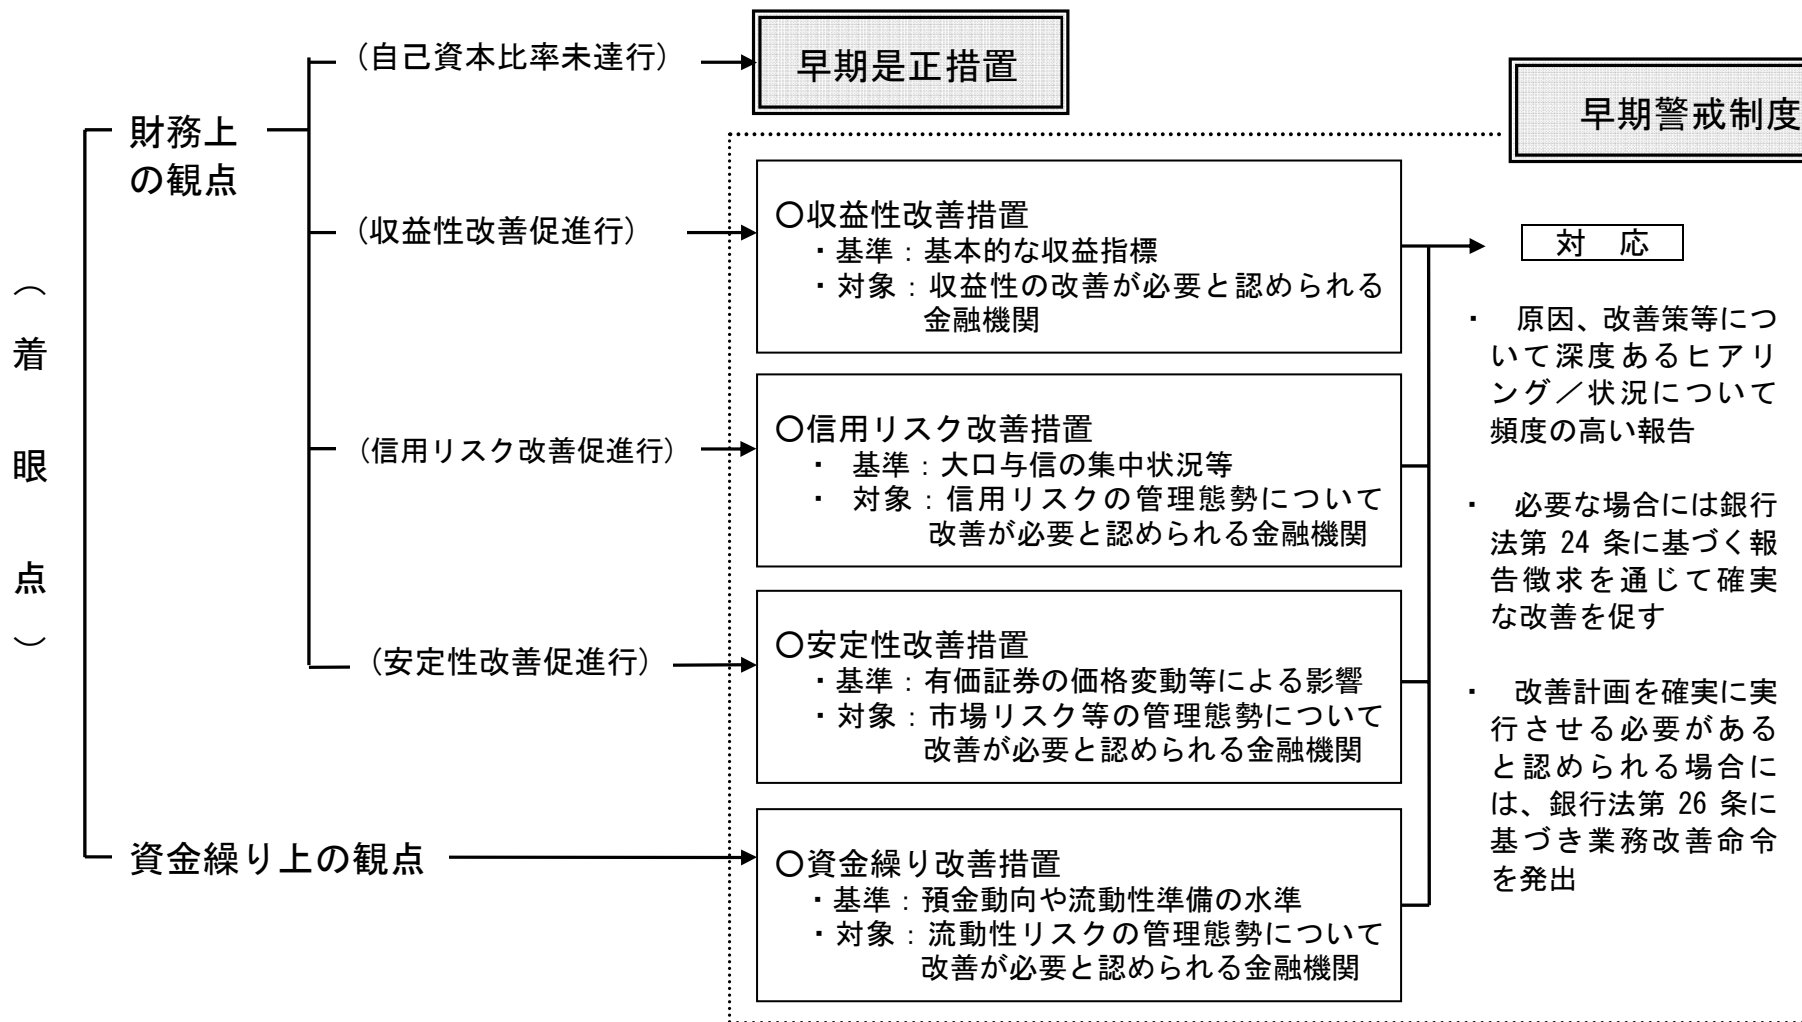 (着眼点)
財務上
の観点
(自己資本比率未達行)
早期是正措置
早期警戒制度
(収益性改善促進行)
〇収益性改善措置
・基準：基本的な収益指標
・対象：収益性の改善が必要と認められる
金融機関
(信用リスク改善促進行)
〇信用リスク改善措置
・ 基準：大口与信の集中状況等
・ 対象：信用リスクの管理態勢について
改善が必要と認められる金融機関
(安定性改善促進行)
〇安定性改善措置
・基準：有価証券の価格変動等による影響
・対象：市場リスク等の管理態勢について
改善が必要と認められる金融機関
資金繰り上の観点
〇資金繰り改善措置
・基準：預金動向や流動性準備の水準
・対象：流動性リスクの管理態勢について
改善が必要と認められる金融機関
対 応
・ 原因、改善策等につ
いて深度あるヒアリ
ング／状況について
頻度の高い報告
・ 必要な場合には銀行
法第 24 条に基づく報
告徴求を通じて確実
な改善を促す
・ 改善計画を確実に実
行させる必要がある
と認められる場合に
は、銀行法第 26 条に
基づき業務改善命令
を発出